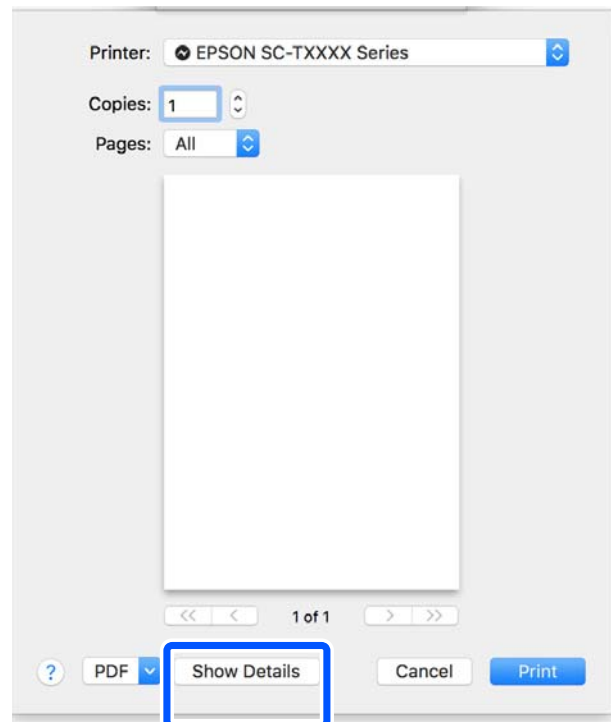 Printer: EPSON SC-TXXXX Series
Copies: 1
Pages: All
<< < 1 of 1 > >>
? PDF Show Details Cancel Print